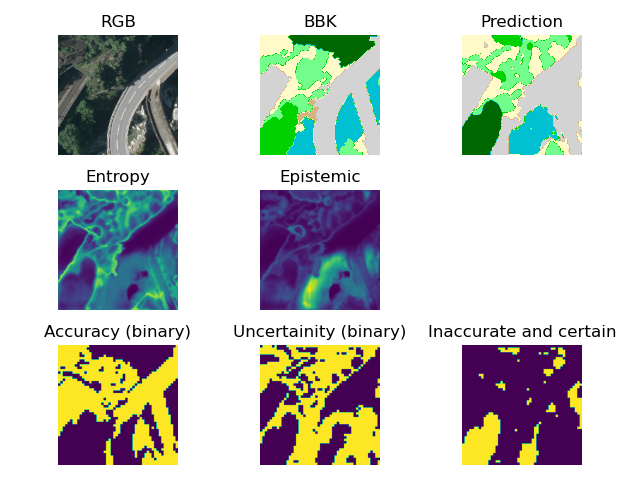 RGB
BBK
Prediction
Entropy
Epistemic
Accuracy (binary)
Uncertainity (binary)
Inaccurate and certain